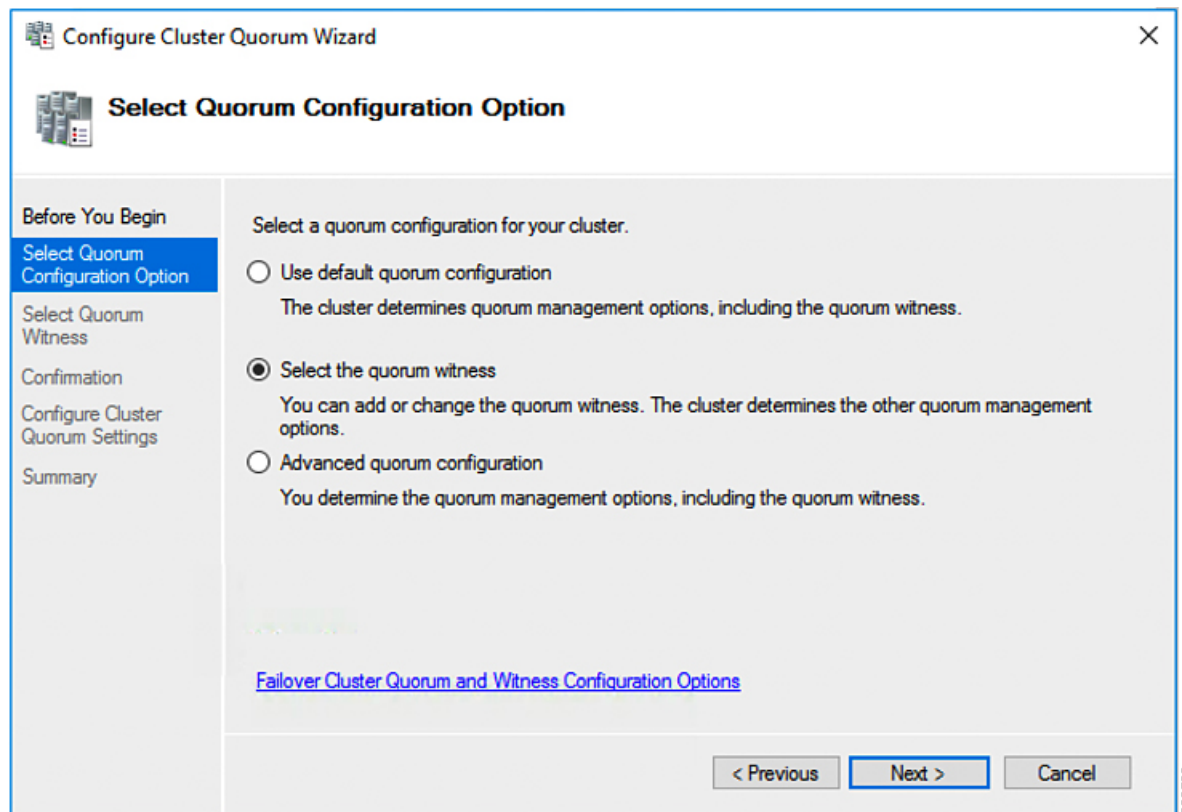 Configure Cluster Quorum Wizard
Select Quorum Configuration Option
Before You Begin
Select Quorum
Configuration Option
Select Quorum
Witness
Confirmation
Configure Cluster
Quorum Settings
Summary
Select a quorum configuration for your cluster.
Use default quorum configuration
The cluster determines quorum management options, including the quorum witness.
Select the quorum witness
You can add or change the quorum witness. The cluster determines the other quorum management
options.
Advanced quorum configuration
You determine the quorum management options, including the quorum witness.
Failover Cluster Quorum and Witness Configuration Options
< Previous
Next >
Cancel